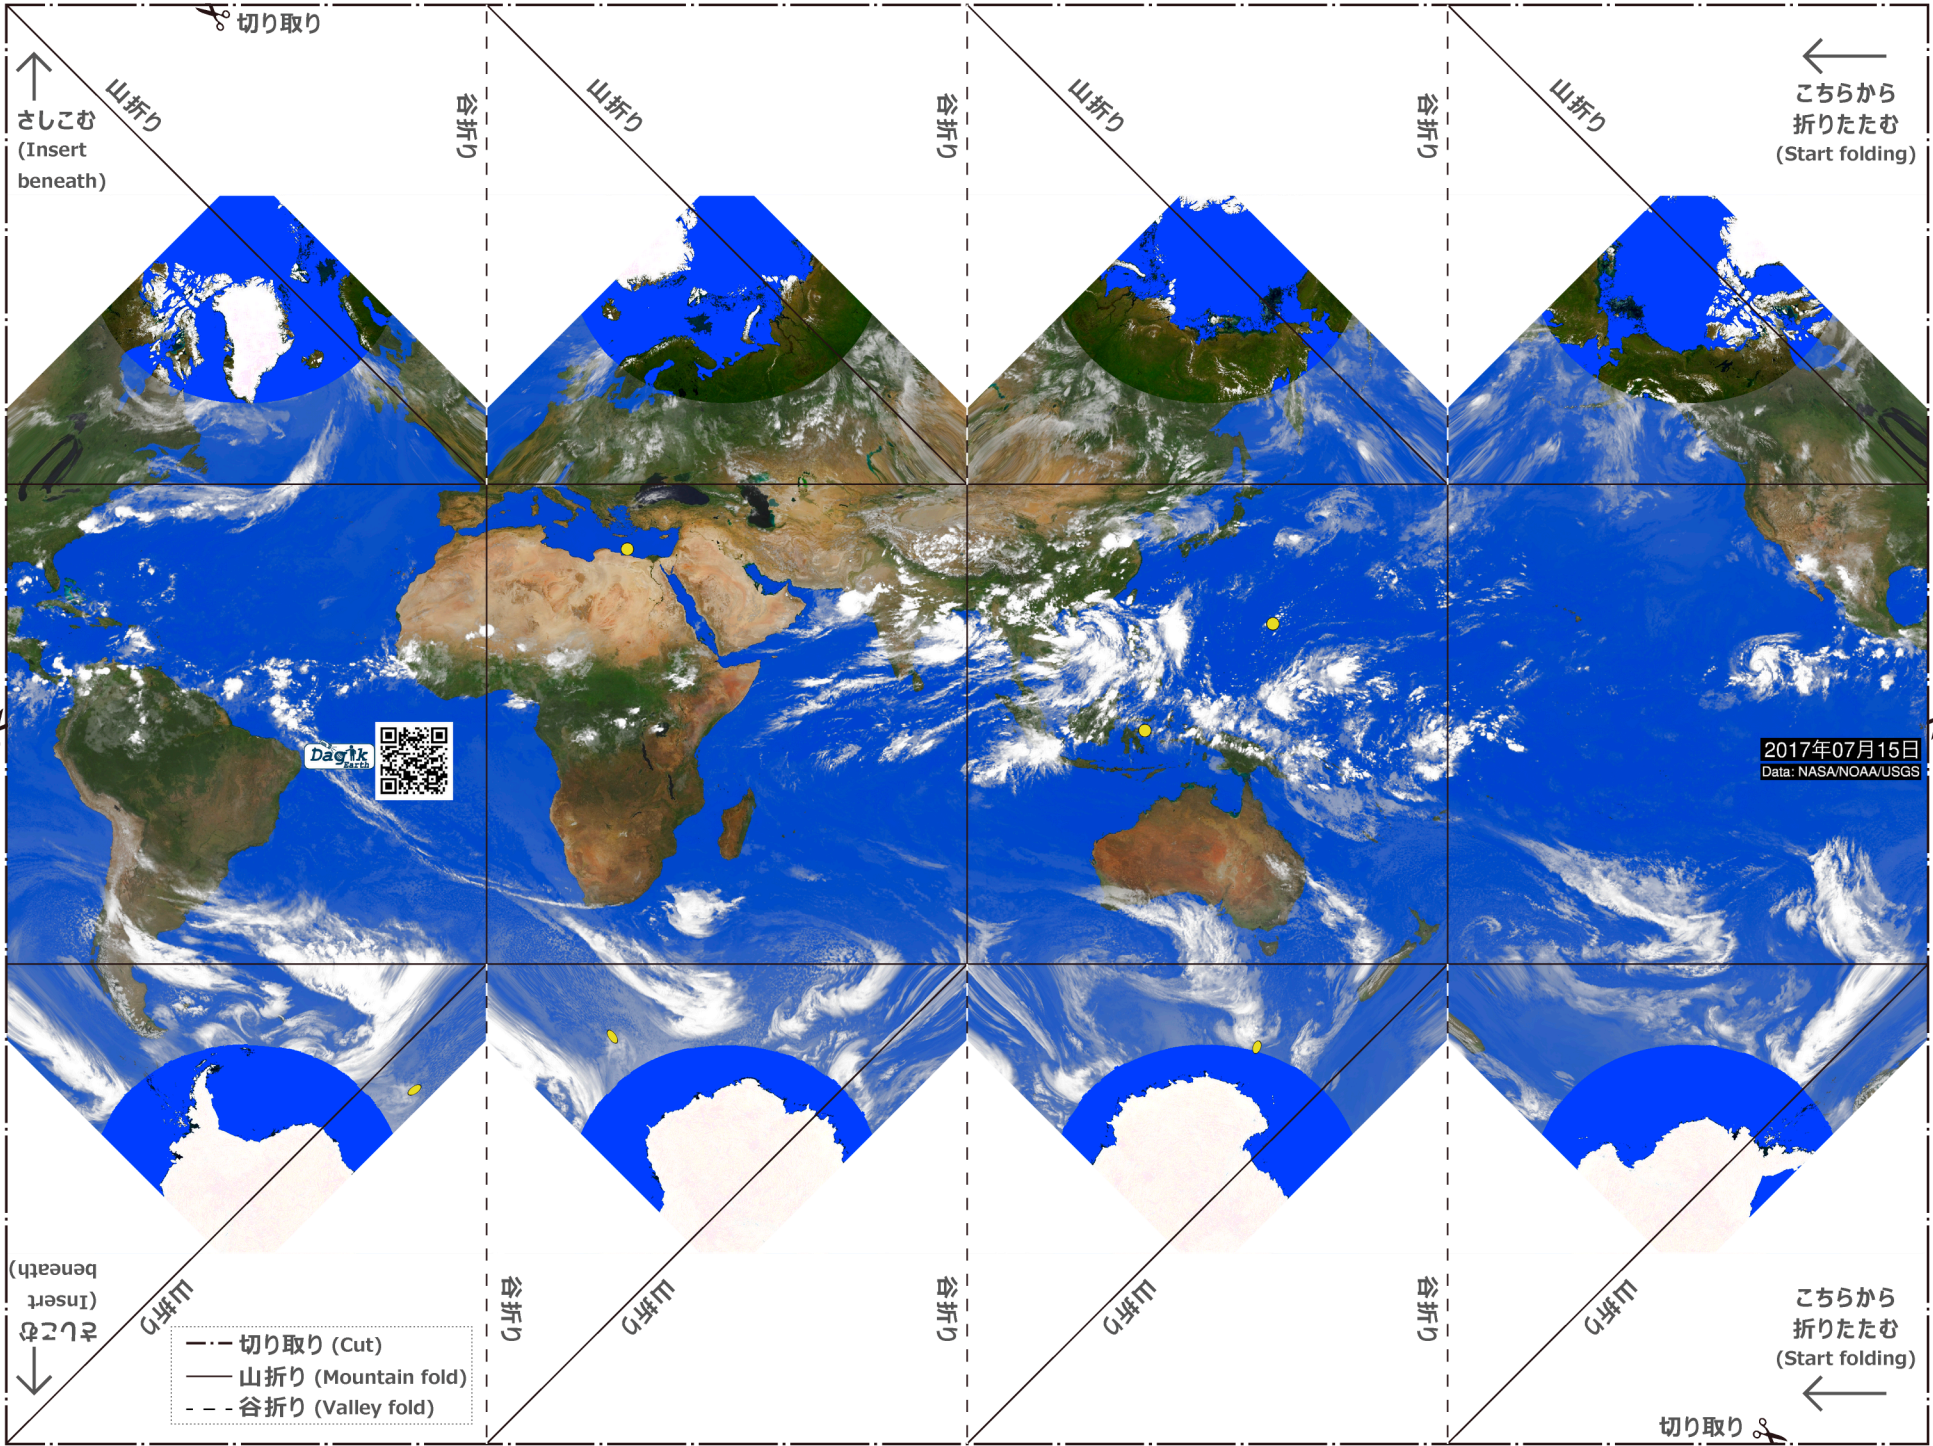 切り取り
山折り
谷折り
山折り
谷折り
山折り
谷折り
山折り
さしこむ
(Insert
beneath)
こちらから
折りたたむ
(Start folding)
Dagik
Earth
2017年07月15日
Data: NASA/NOAA/USGS
さしこむ
(Insert
beneath)
山折り
谷折り
山折り
谷折り
山折り
谷折り
山折り
こちらから
折りたたむ
(Start folding)
切り取り (Cut)
山折り (Mountain fold)
谷折り (Valley fold)
切り取り